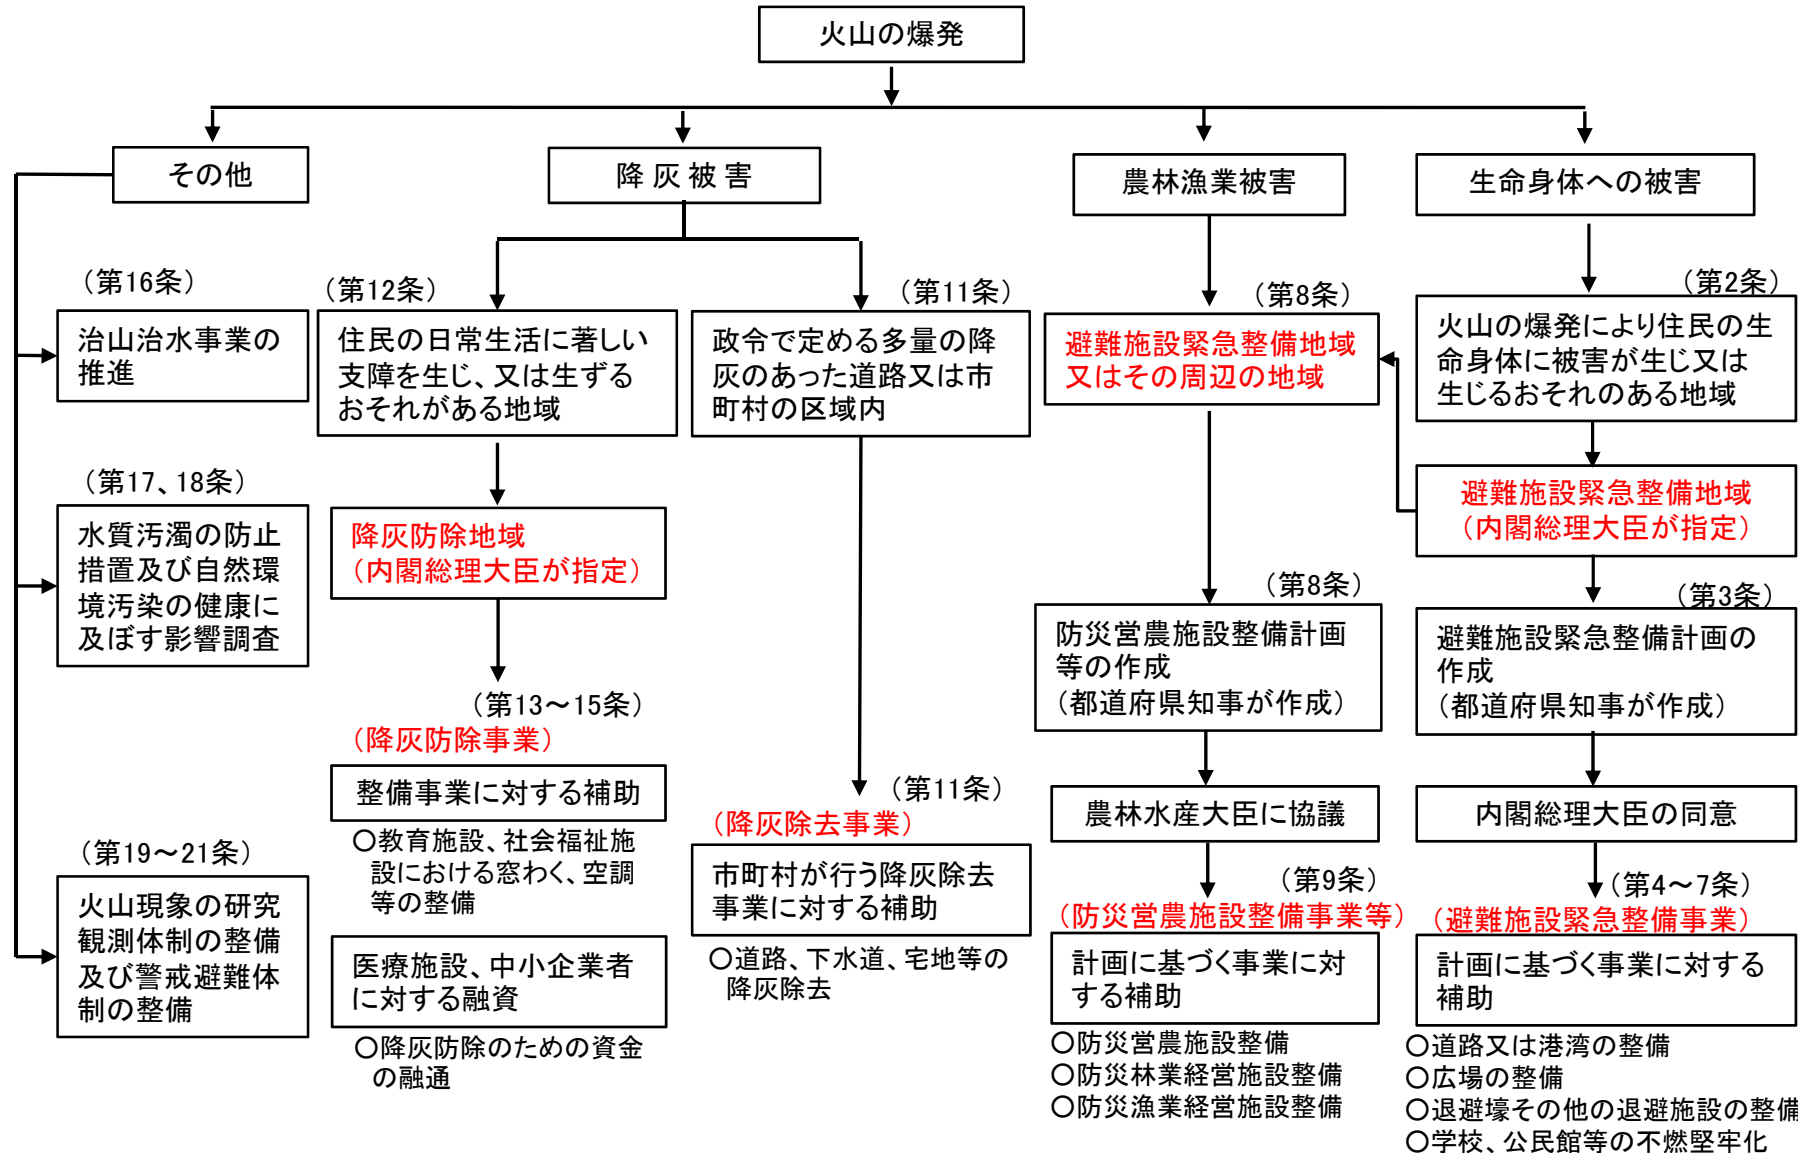 火山の爆発
その他
降灰被害
農林漁業被害
生命身体への被害
（第16条）
治山治水事業の
推進
（第17、18条）
水質汚濁の防止
措置及び自然環
境汚染の健康に
及ぼす影響調査
（第19～21条）
火山現象の研究
観測体制の整備
及び警戒避難体
制の整備
（第12条）
住民の日常生活に著しい
支障を生じ、又は生ずる
おそれがある地域
降灰防除地域
（内閣総理大臣が指定）
（第13～15条）
（降灰防除事業）
整備事業に対する補助
○教育施設、社会福祉施
設における窓わく、空調
等の整備
医療施設、中小企業者
に対する融資
○降灰防除のための資金
の融通
（第11条）
政令で定める多量の降
灰のあった道路又は市
町村の区域内
（第11条）
（降灰除去事業）
市町村が行う降灰除去
事業に対する補助
○道路、下水道、宅地等の
降灰除去
（第8条）
避難施設緊急整備地域
又はその周辺の地域
（第8条）
防災営農施設整備計画
等の作成
（都道府県知事が作成）
農林水産大臣に協議
（第9条）
（防災営農施設整備事業等）
計画に基づく事業に対
する補助
○防災営農施設整備
○防災林業経営施設整備
○防災漁業経営施設整備
（第2条）
火山の爆発により住民の生
命身体に被害が生じ又は
生じるおそれのある地域
避難施設緊急整備地域
（内閣総理大臣が指定）
（第3条）
避難施設緊急整備計画の
作成
（都道府県知事が作成）
内閣総理大臣の同意
（第4～7条）
（避難施設緊急整備事業）
計画に基づく事業に対する
補助
○道路又は港湾の整備
○広場の整備
○退避壕その他の退避施設の整備
○学校、公民館等の不燃堅牢化